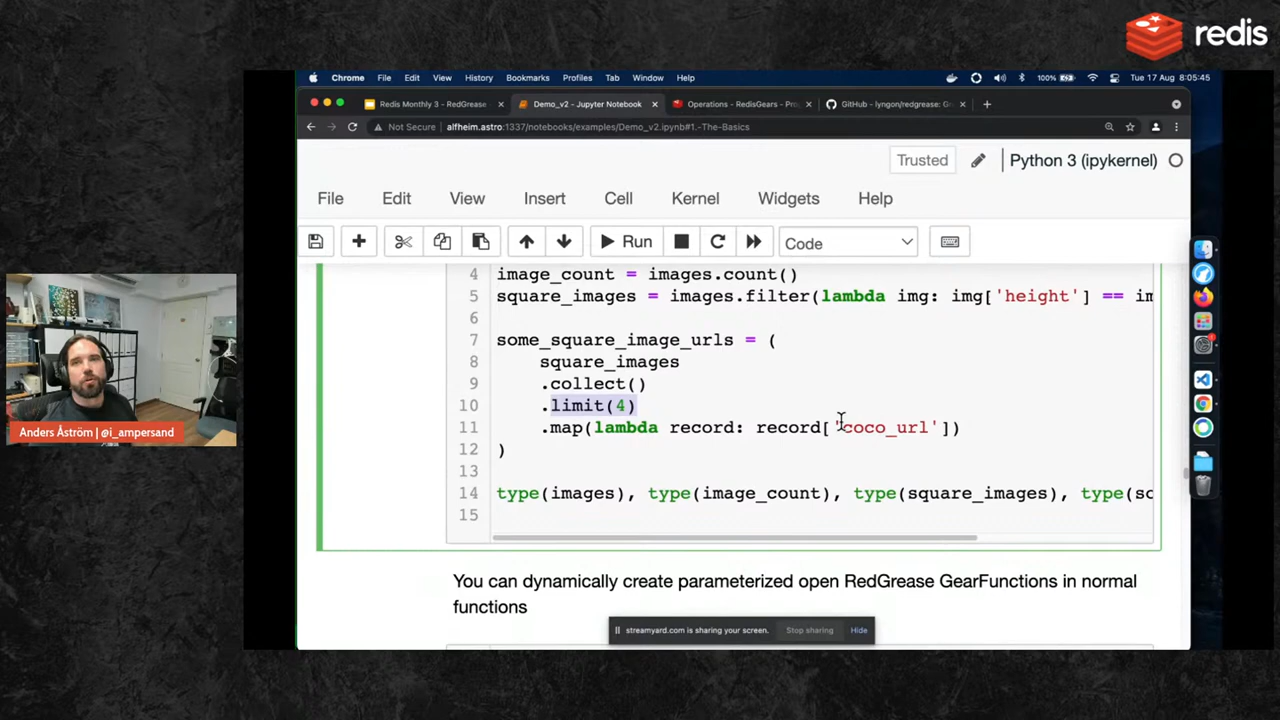 redis
Chrome File Edit View History Bookmarks Profiles Tab Window Help 100% Tue 17 Aug 8:05:45
Redis Monthly 3 - RedGrease × Demo_v2 - Jupyter Notebook × Operations - RedisGears - Pro × GitHub - lyngon/redgrease: Gr × +
Not Secure alfheim.astro:1337/notebooks/examples/Demo_v2.ipynb#1.-The-Basics
Trusted Python 3 (ipykernel)
File Edit View Insert Cell Kernel Widgets Help
Run Code
4 image_count = images.count()
5 square_images = images.filter(lambda img: img['height'] == im
6
7 some_square_image_urls = (
8 square_images
9 .collect()
10 .limit(4)
11 .map(lambda record: record['coco_url'])
12 )
13
14 type(images), type(image_count), type(square_images), type(so
15
You can dynamically create parameterized open RedGrease GearFunctions in normal
functions
streamyard.com is sharing your screen. Stop sharing Hide
Anders Åström | @i_ampersand